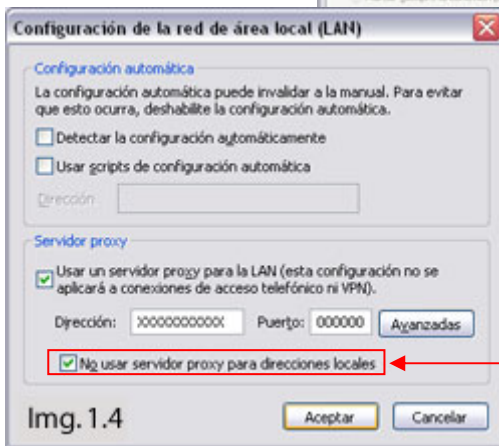 Configuración de la red de área local (LAN)
Configuración automática
La configuración automática puede invalidar a la manual. Para evitar
que esto ocurra, deshabilite la configuración automática.
Detectar la configuración automáticamente
Usar scripts de configuración automática
Dirección
Servidor proxy
Usar un servidor proxy para la LAN (esta configuración no se
aplicará a conexiones de acceso telefónico ni VPN).
Dirección: XXXXXXXXXXX Puerto: 000000 Avanzadas
No usar servidor proxy para direcciones locales
Img. 1.4 Aceptar Cancelar